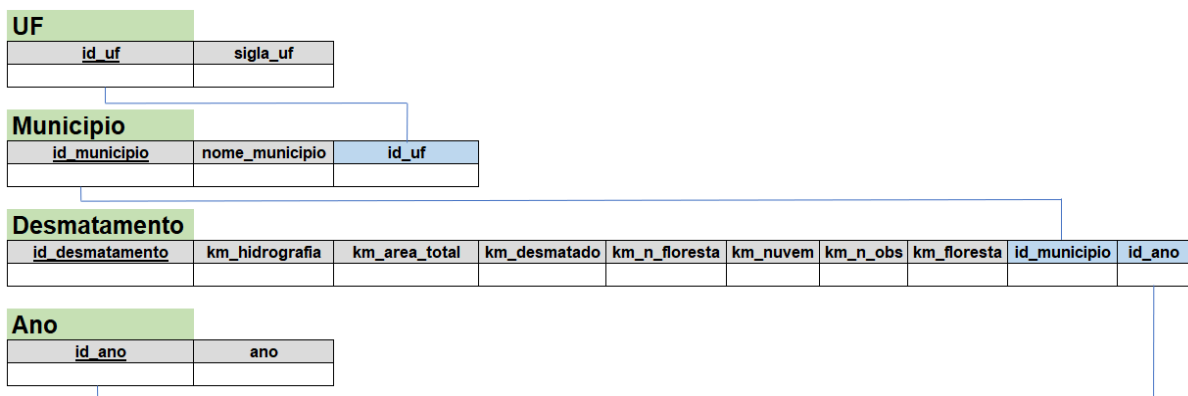 UF
id_uf sigla_uf
Municipio
id_municipio nome_municipio id_uf
Desmatamento
id_desmatamento km_hidrografia km_area_total km_desmatado km_n_floresta km_nuvem km_n_obs km_floresta id_municipio id_ano
Ano
id_ano ano